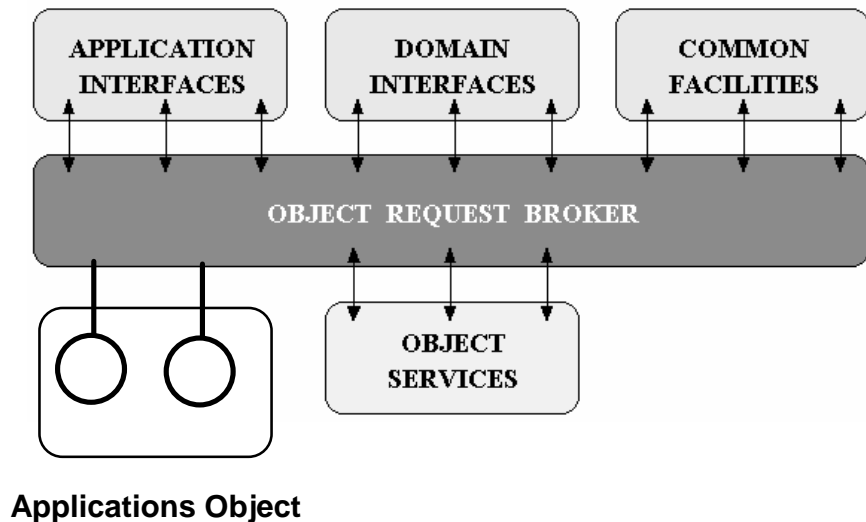 APPLICATION
INTERFACES
DOMAIN
INTERFACES
COMMON
FACILITIES
OBJECT REQUEST BROKER
OBJECT
SERVICES
Applications Object